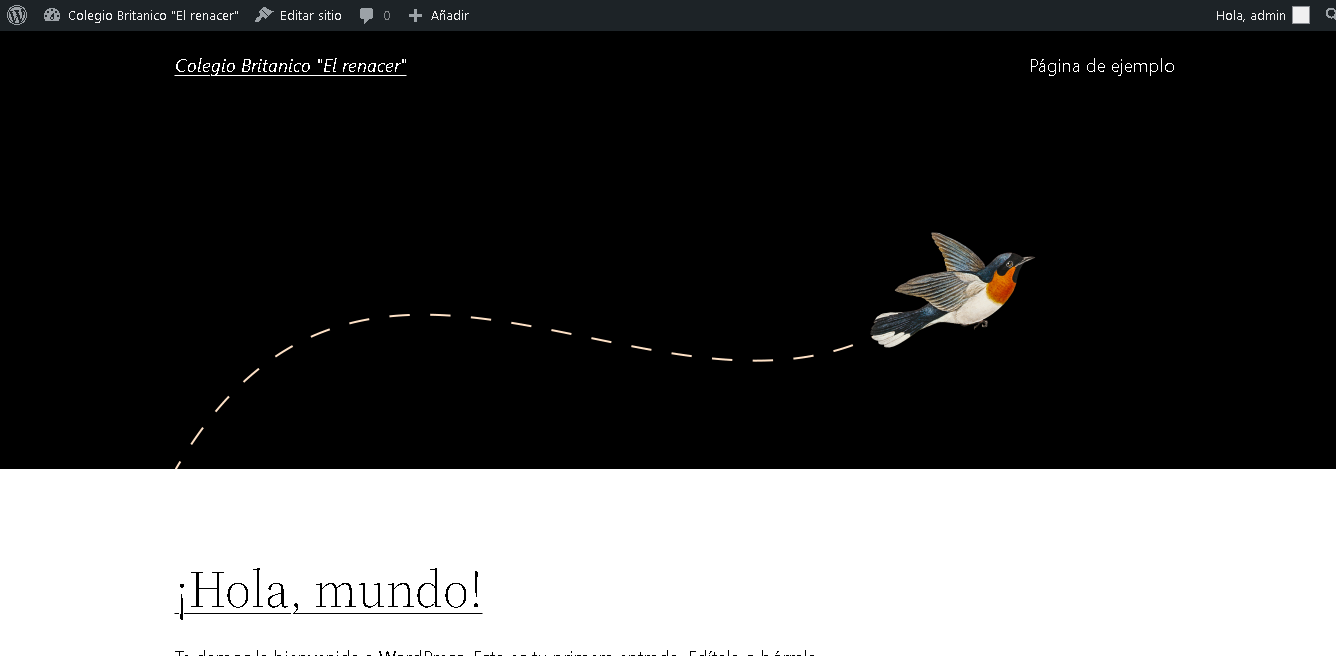 Colegio Britanico "El renacer" Editar sitio 0 Añadir Hola, admin
Colegio Britanico "El renacer" Página de ejemplo
¡Hola, mundo!